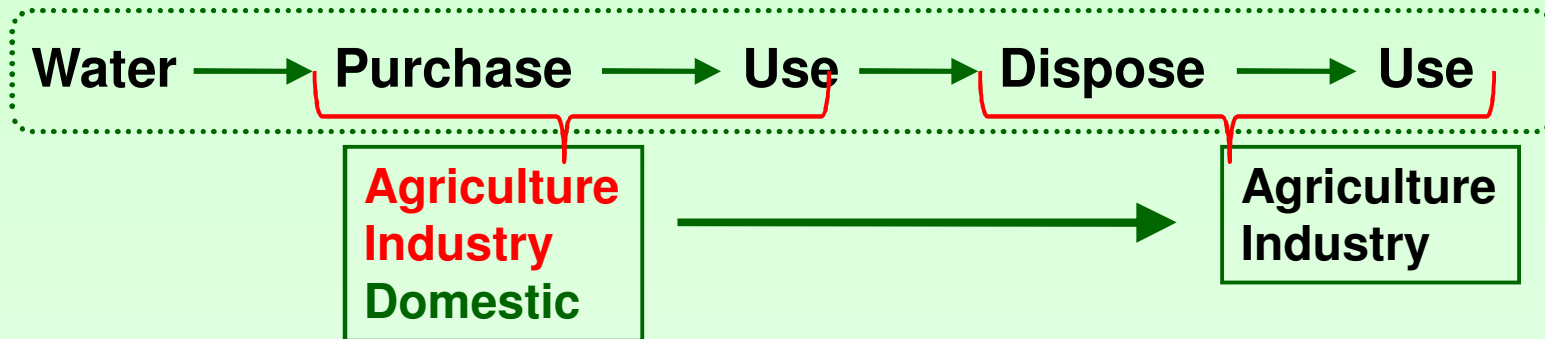 Water Purchase Use Dispose Use
Agriculture
Industry
Domestic
Agriculture
Industry